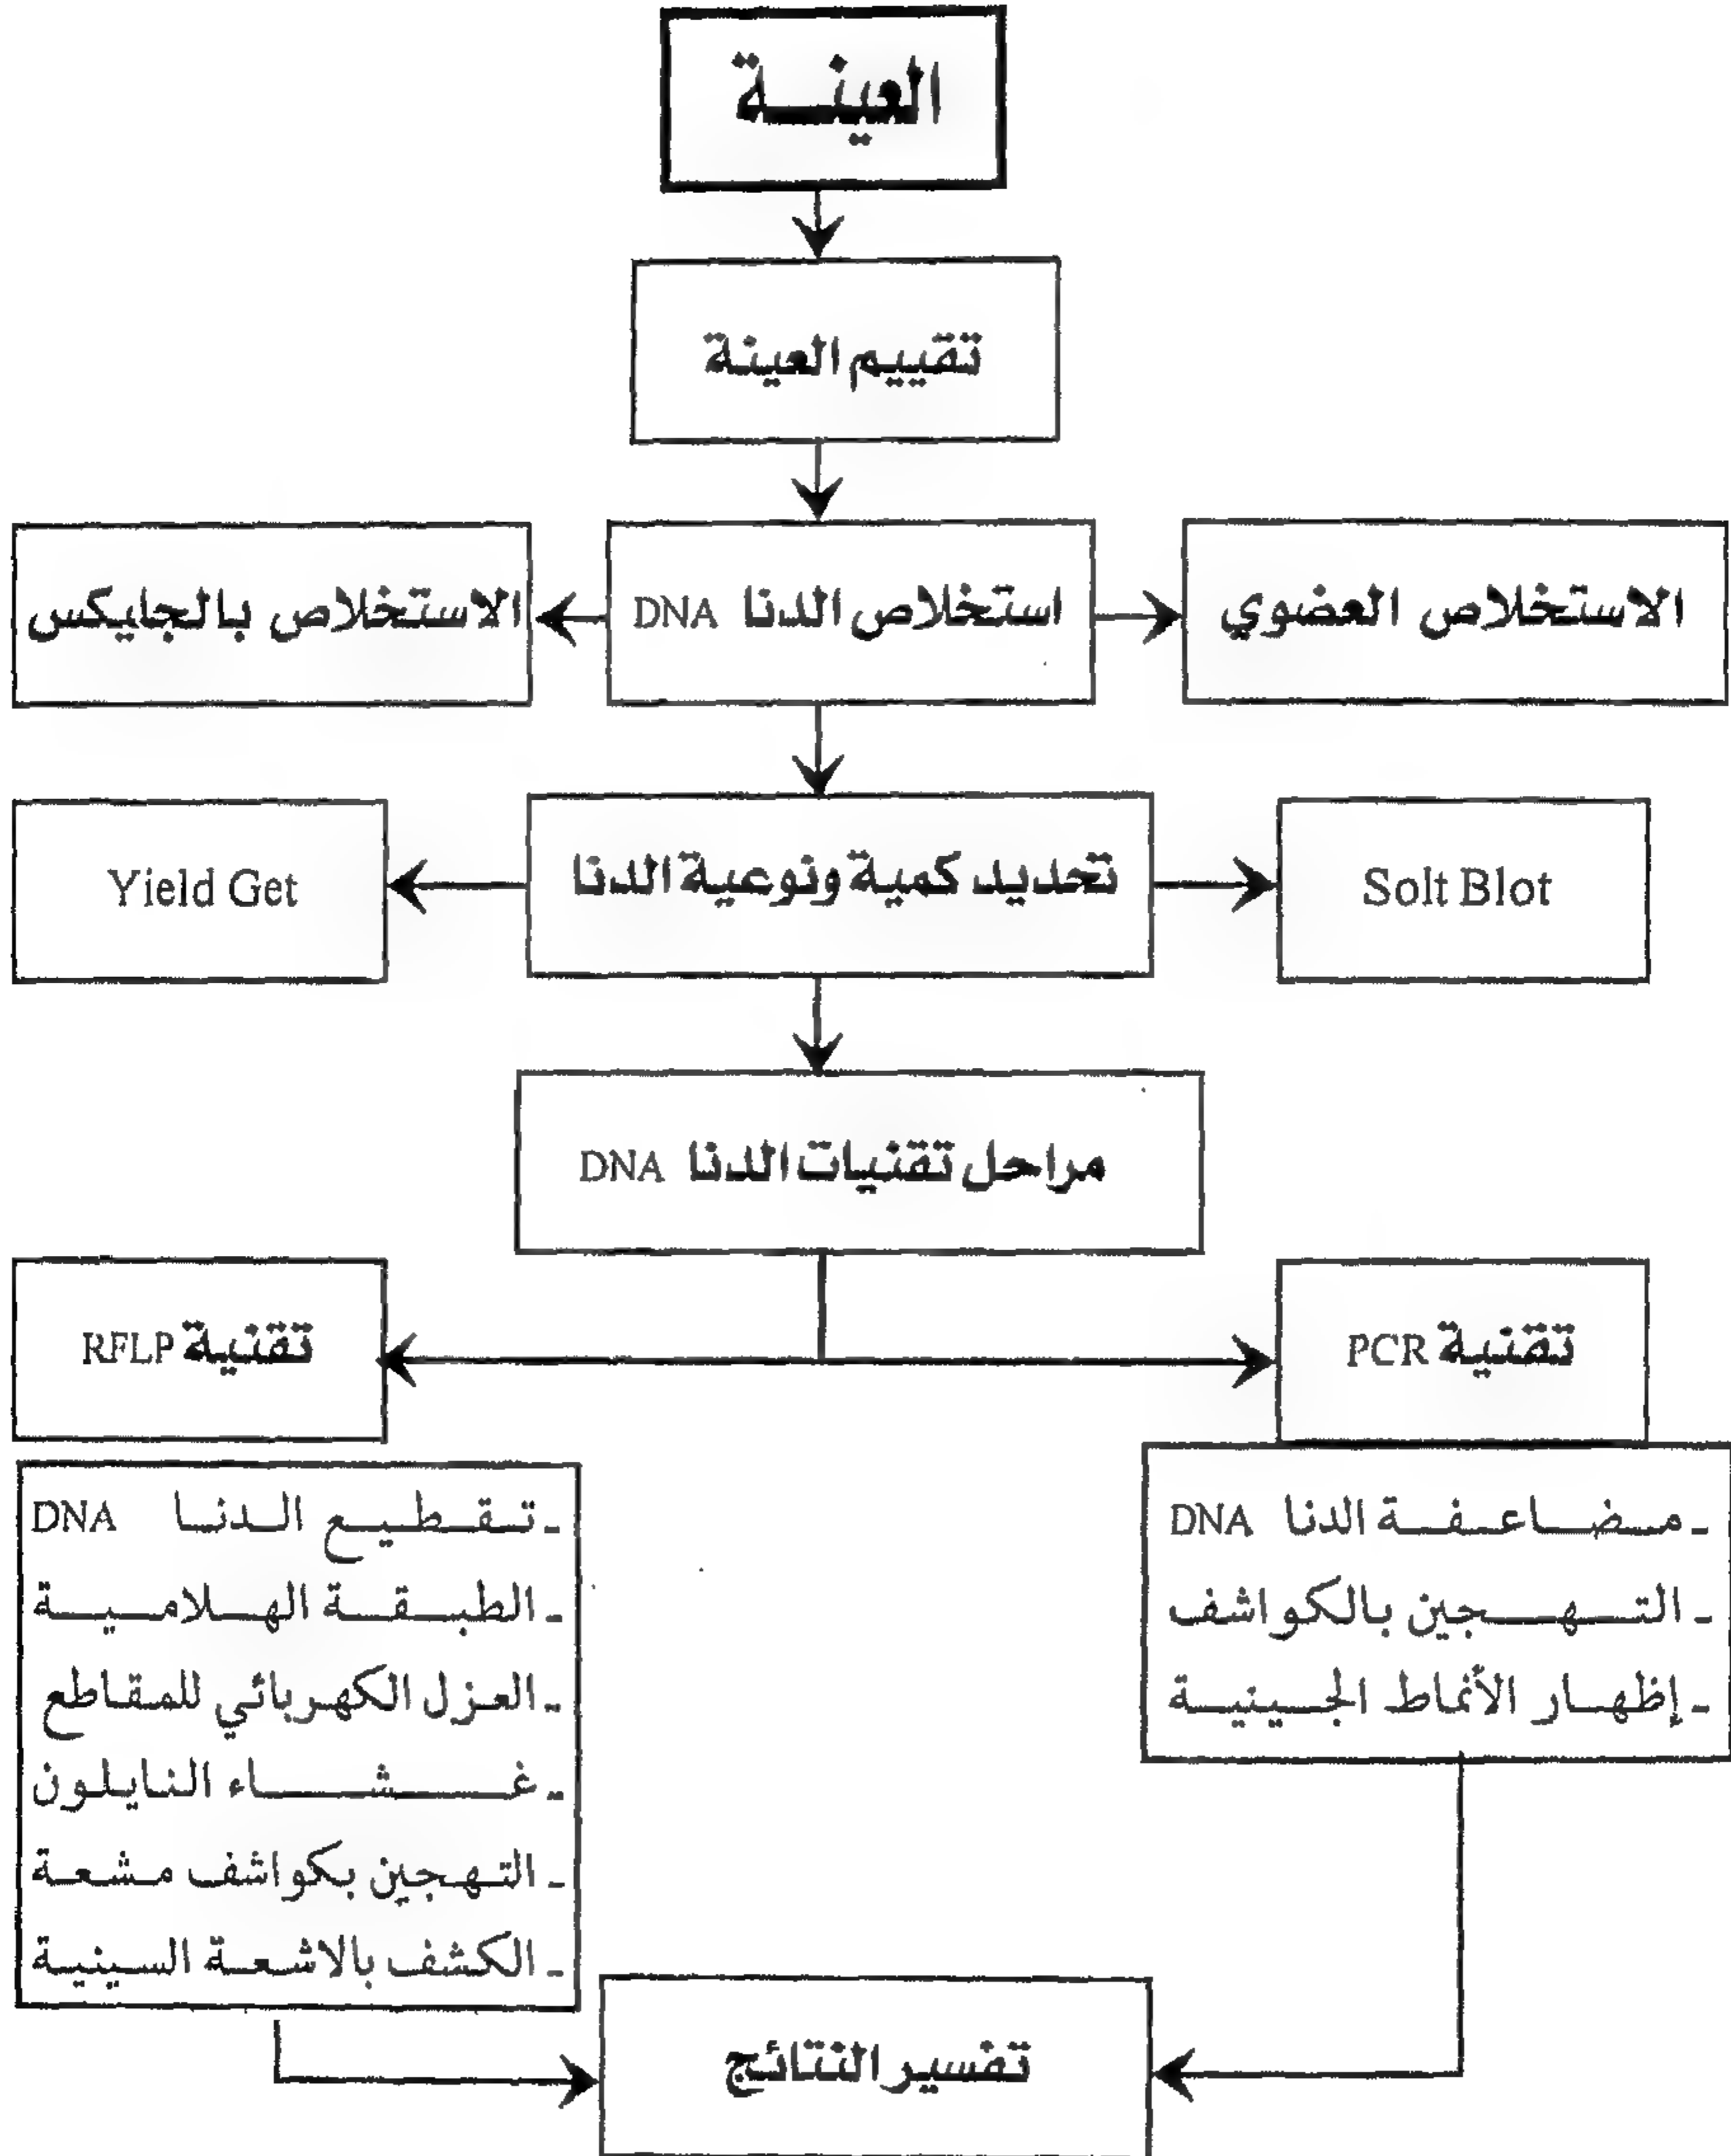 العينة
تقييم العينة
الاستخلاص العضوي
استخلاص الدنا DNA
الاستخلاص بالجليكس
Solt Blot
تحديد كمية ونوعية الدنا
Yield Get
مراحل تقنيات الدنا DNA
تقنية PCR
تقنية RFLP
- مضاعفة الدنا DNA
- التهجين بالكواشف
- إظهار الأنماط الجينية
- تقطيع الدنا DNA
- الطبقة الهلامية
- العزل الكهربائي للمقاطع
- غشاء النايلون
- التهجين بكواشف مشعة
- الكشف بالاشعة السينية
تفسير النتائج